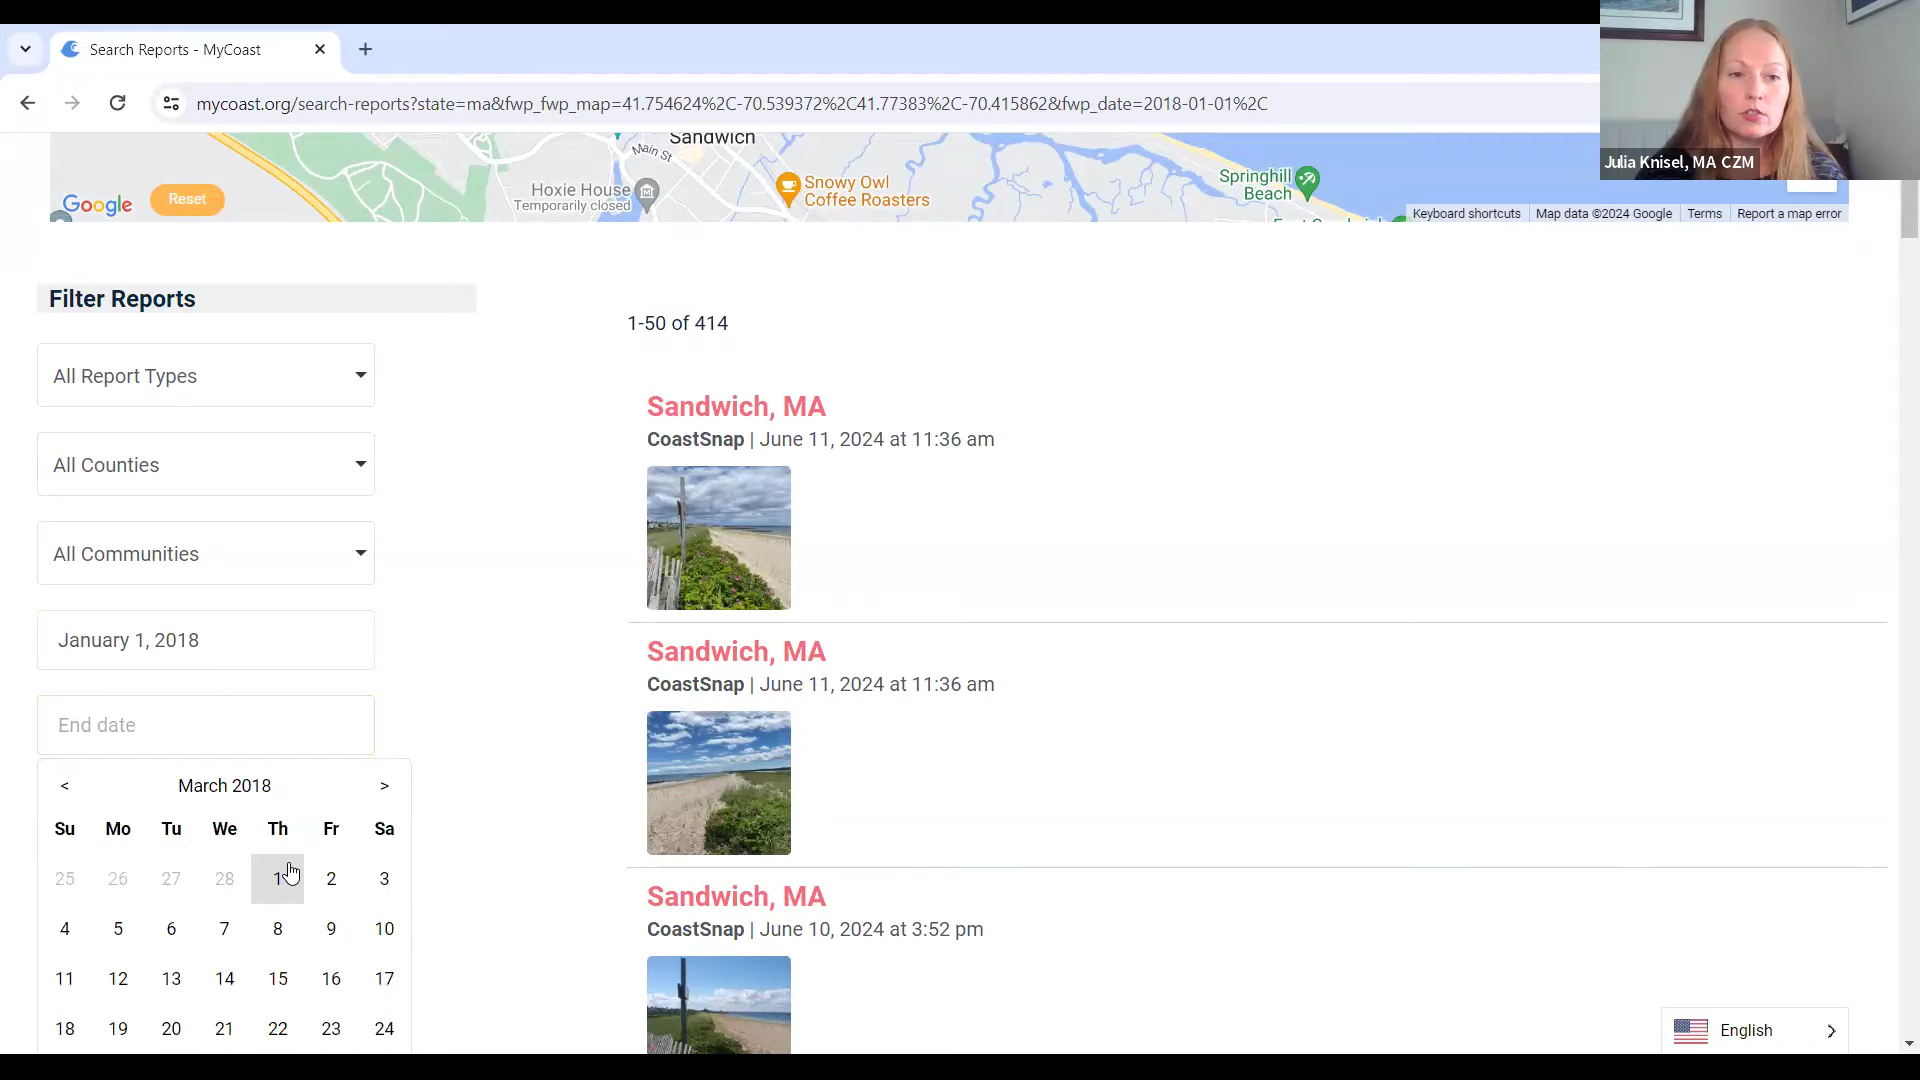 Search Reports - MyCoast
mycoast.org/search-reports?state=ma&fwp_fwp_map=41.754624%2C-70.539372%2C41.77383%2C-70.415862&fwp_date=2018-01-01%2C
Julia Knisel, MA CZM
Sandwich
Main St
Hoxie House
Temporarily closed
Snowy Owl
Coffee Roasters
Springhill
Beach
Google
Reset
Keyboard shortcuts
Map data ©2024 Google
Terms
Report a map error
Filter Reports
1-50 of 414
All Report Types
All Counties
All Communities
January 1, 2018
End date
< March 2018 >
Su Mo Tu We Th Fr Sa
25 26 27 28 1 2 3
4 5 6 7 8 9 10
11 12 13 14 15 16 17
18 19 20 21 22 23 24
Sandwich, MA
CoastSnap | June 11, 2024 at 11:36 am
Sandwich, MA
CoastSnap | June 11, 2024 at 11:36 am
Sandwich, MA
CoastSnap | June 10, 2024 at 3:52 pm
English